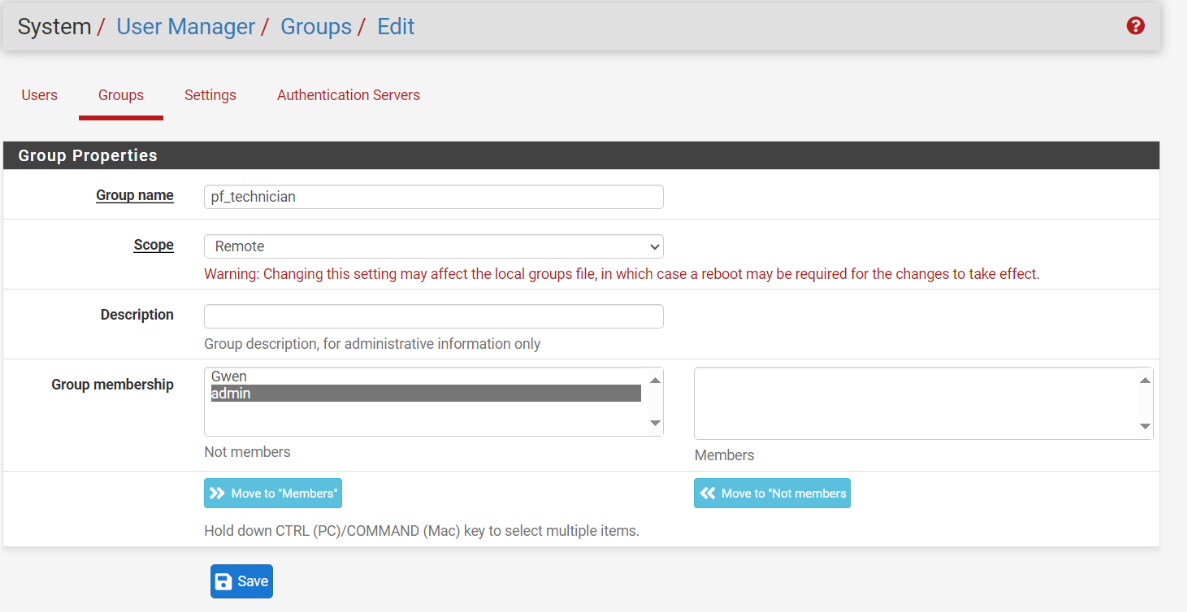 System / User Manager / Groups / Edit
Users Groups Settings Authentication Servers
Group Properties
Group name pf_technician
Scope Remote
Warning: Changing this setting may affect the local groups file, in which case a reboot may be required for the changes to take effect.
Description
Group description, for administrative information only
Group membership Gwen
admin
Not members Members
Move to "Members" Move to "Not members
Hold down CTRL (PC)/COMMAND (Mac) key to select multiple items.
Save